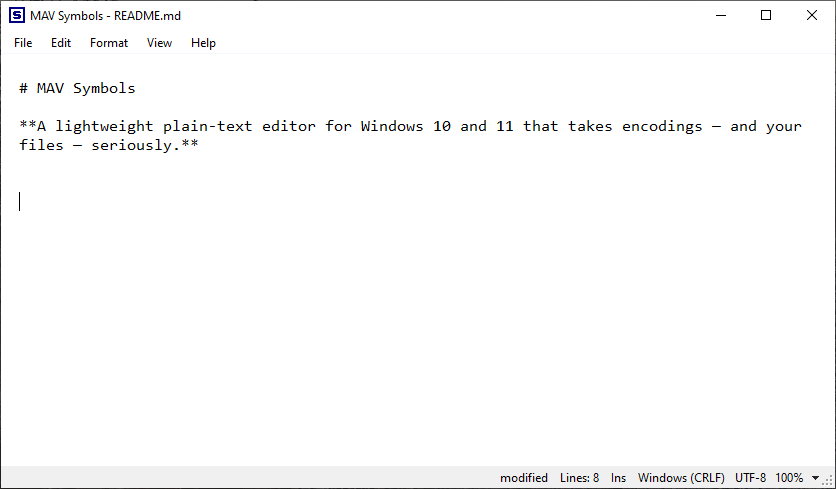 S MAV Symbols - README.md
File Edit Format View Help
# MAV Symbols
**A lightweight plain-text editor for Windows 10 and 11 that takes encodings — and your
files — seriously.**
modified Lines: 8 Ins Windows (CRLF) UTF-8 100%